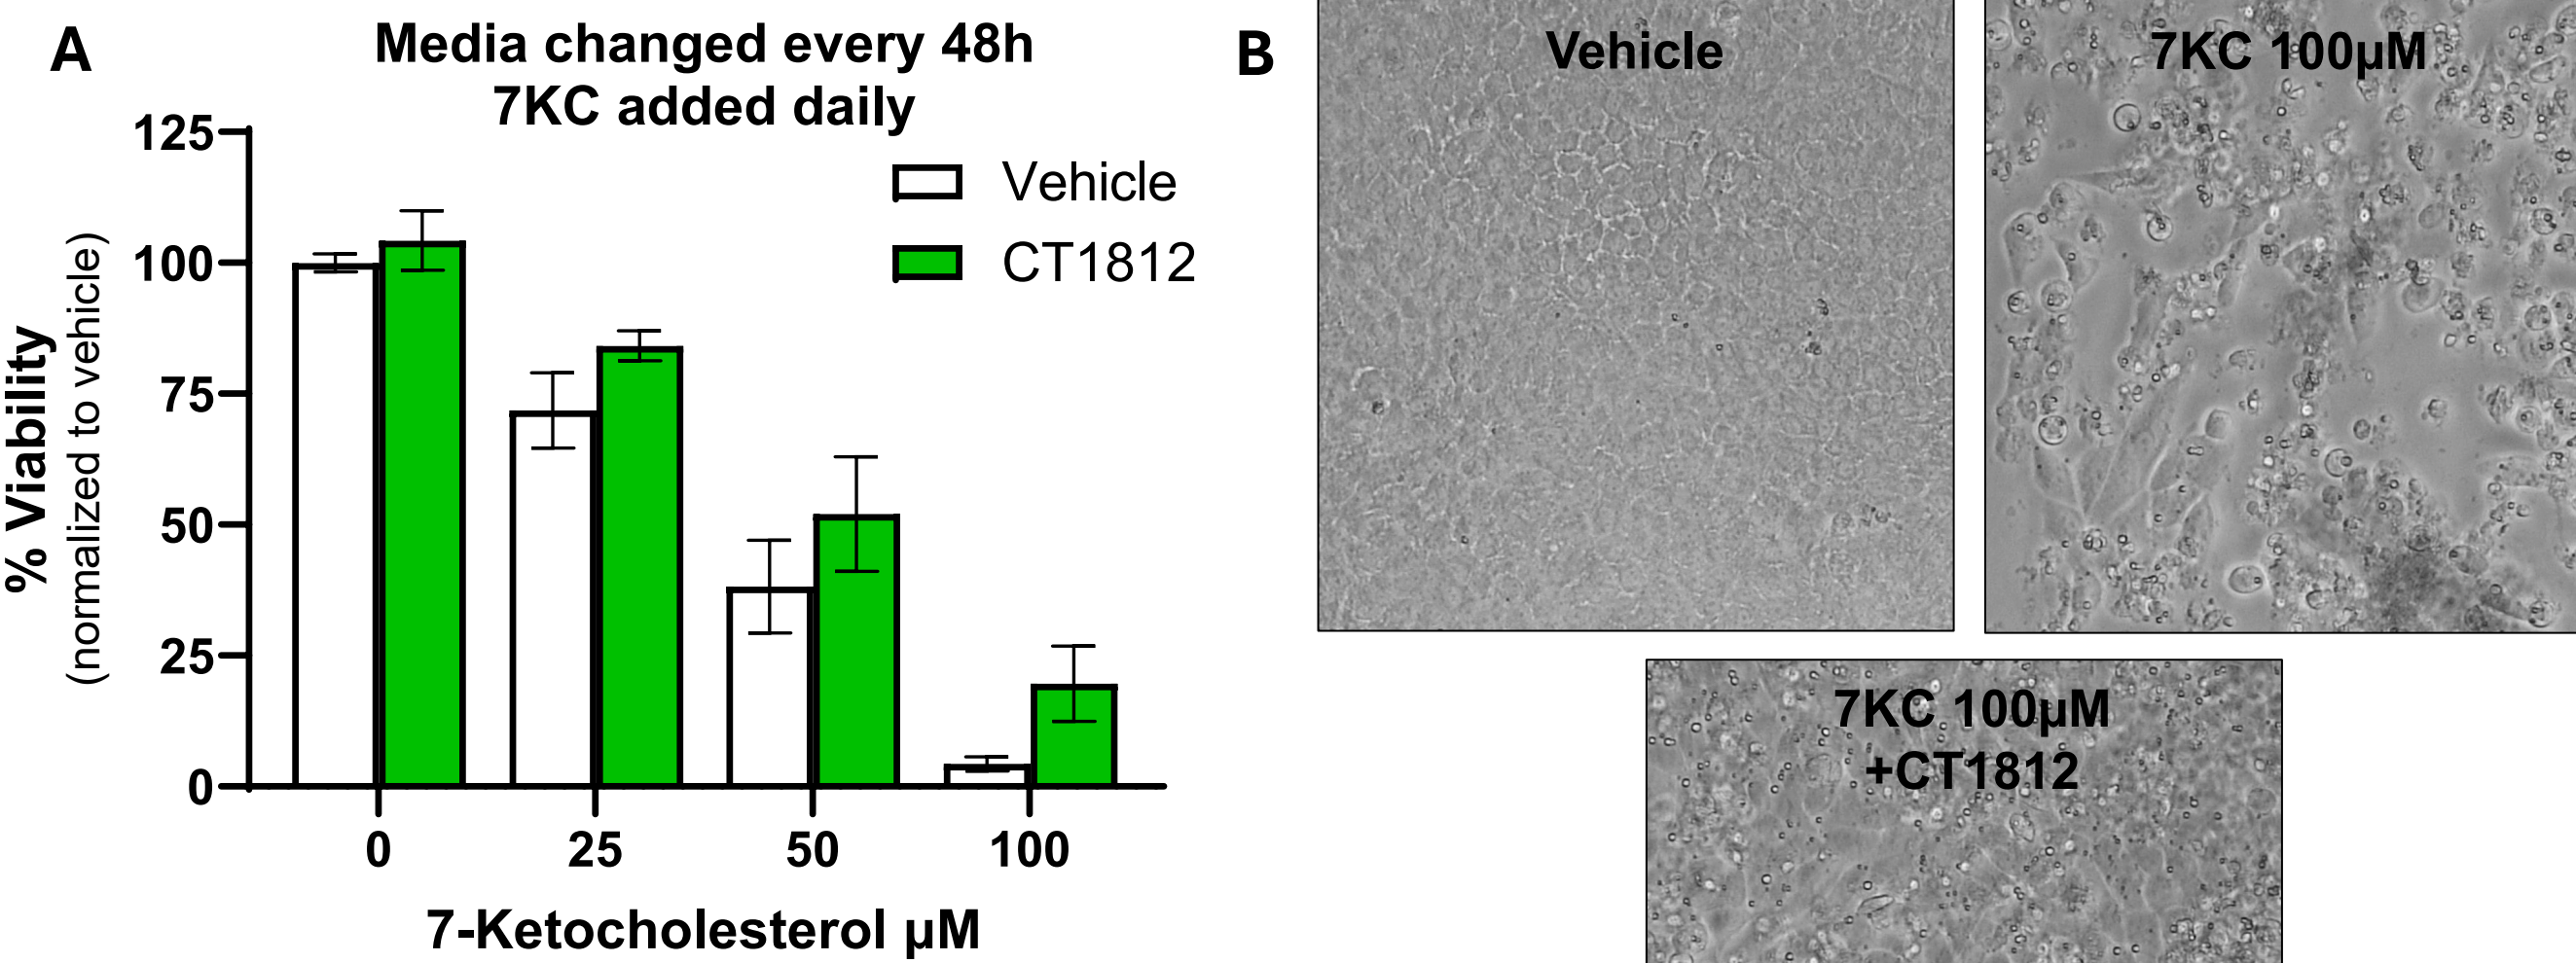 A
Media changed every 48h
7KC added daily
Vehicle
CT1812
% Viability
(normalized to vehicle)
125
100
75
50
25
0
0 25 50 100
7-Ketocholesterol µM
B
Vehicle
7KC 100µM
7KC 100µM
+CT1812